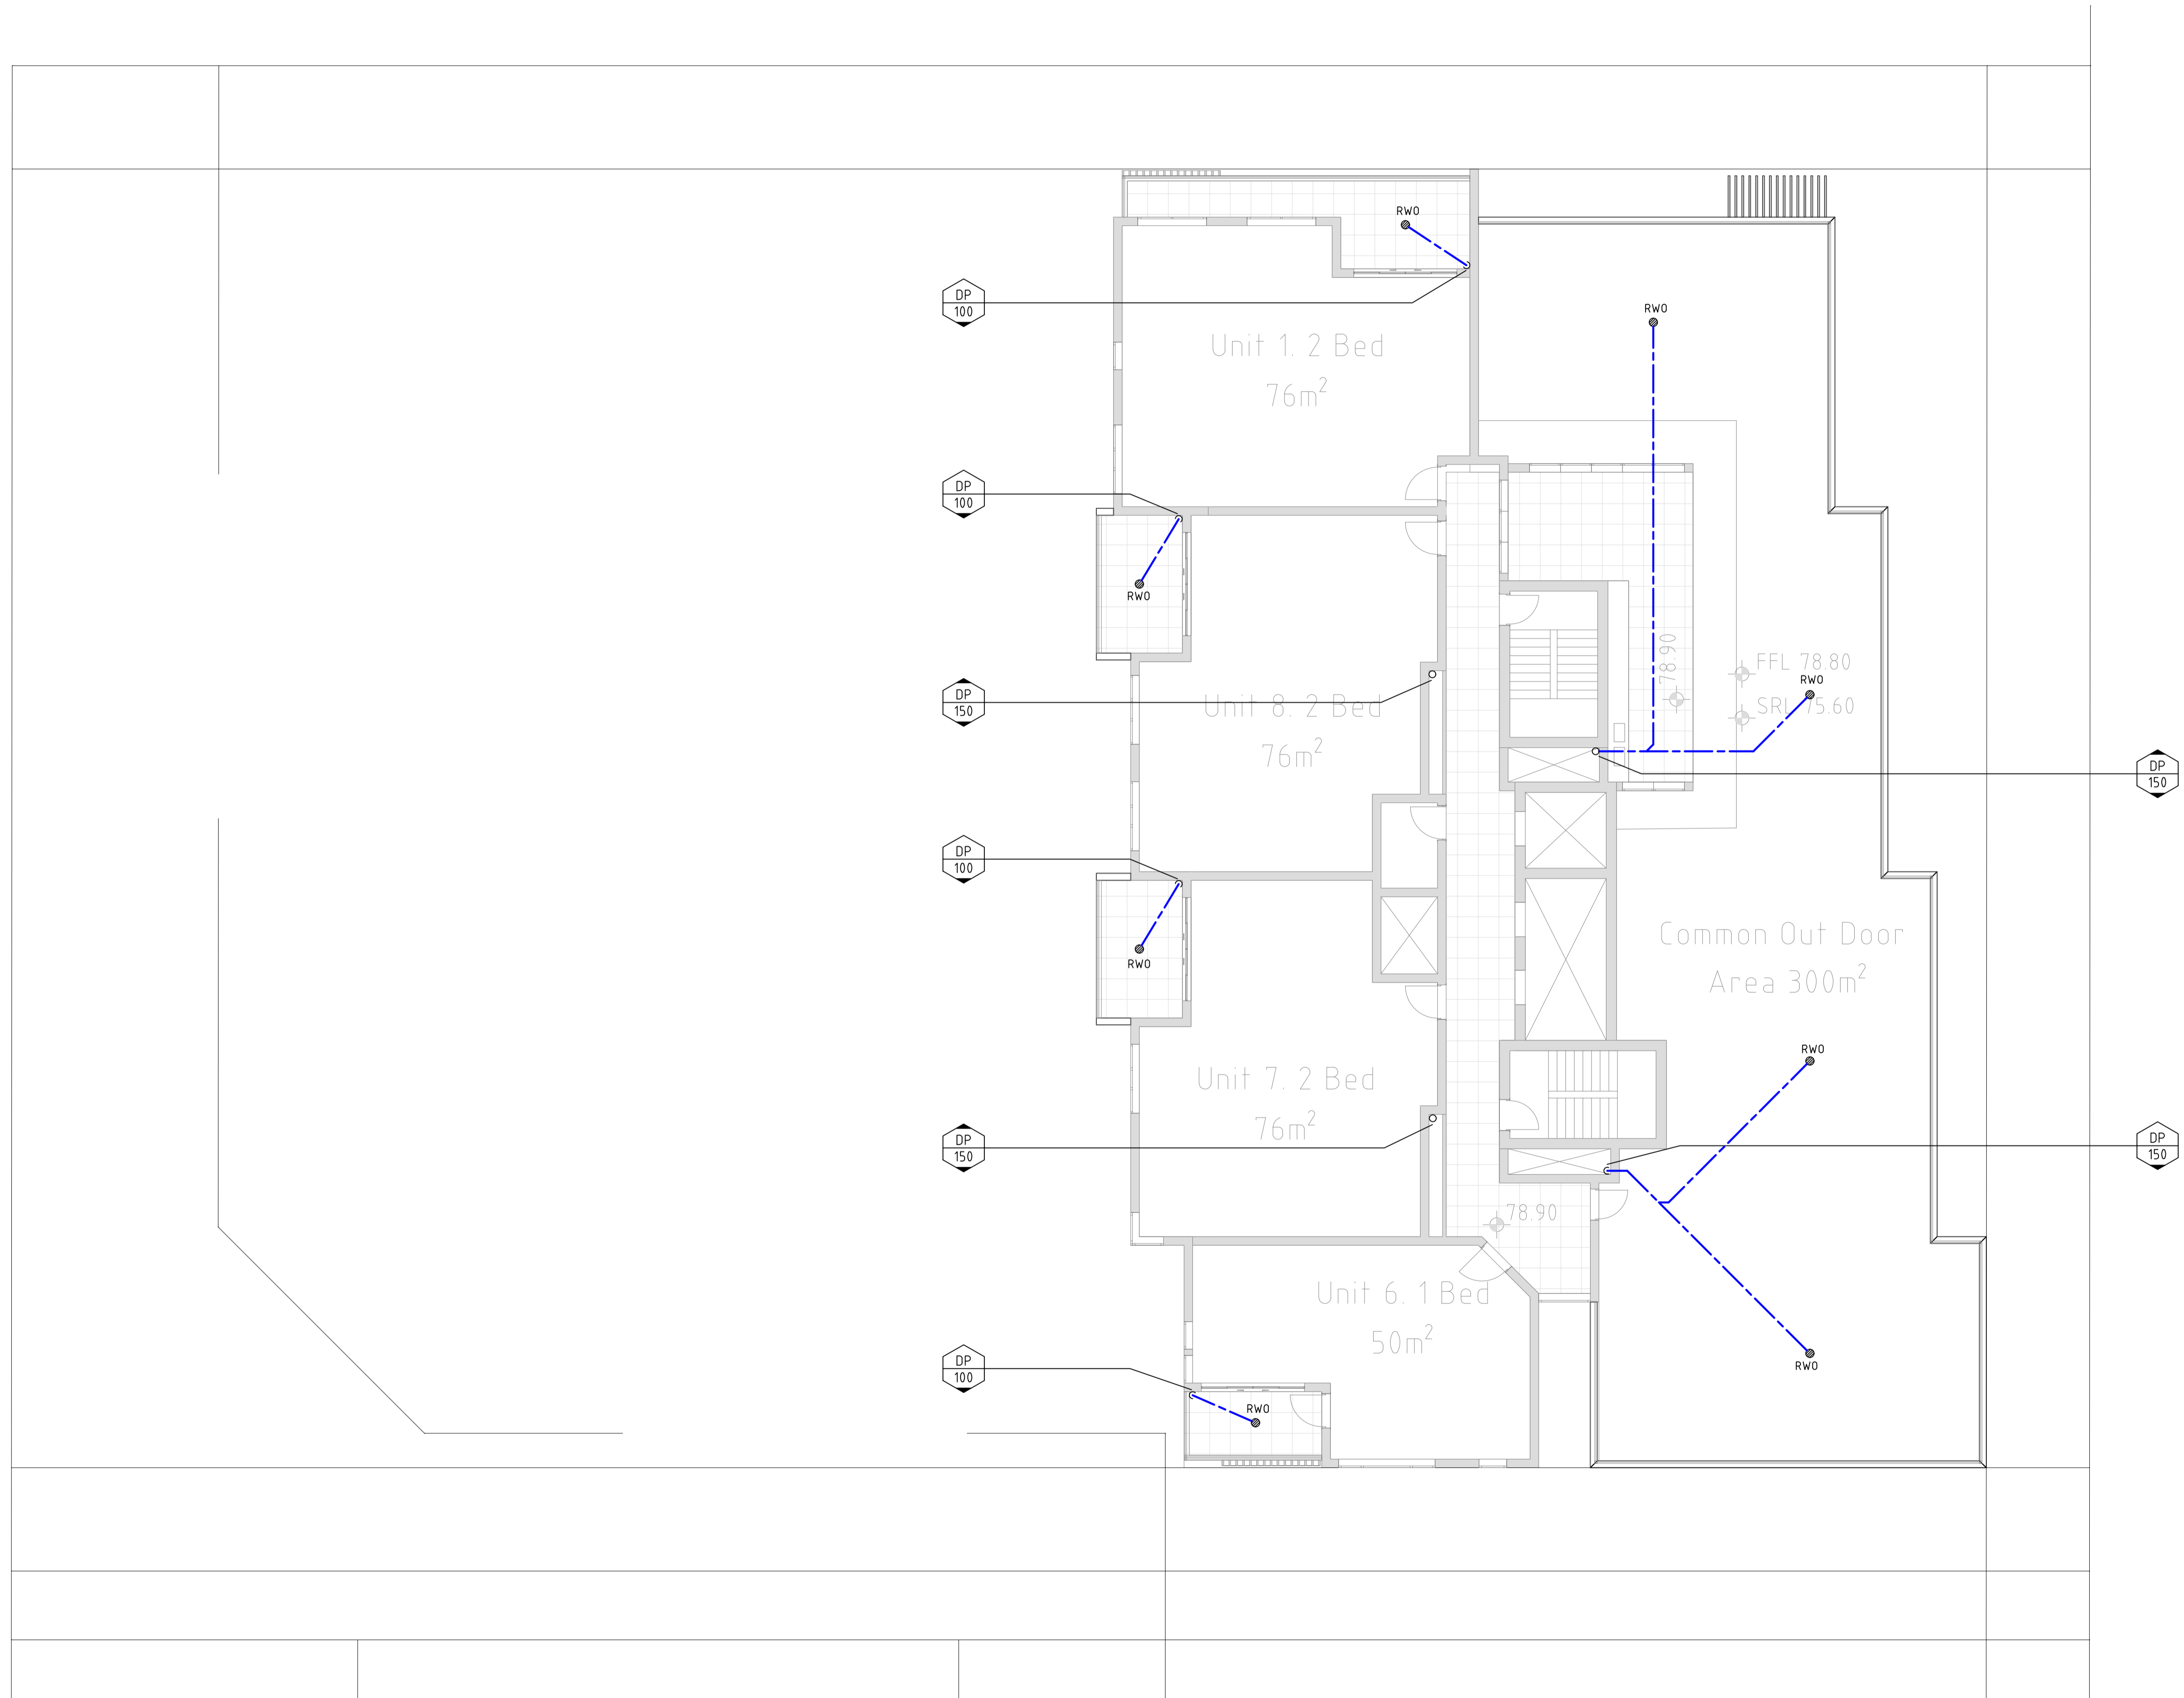 RWO
DP
100
RWO
Unit 1. 2 Bed
76m²
DP
100
RWO
78.90
FFL 78.80
RWO
SRL 75.60
DP
150
Unit 8. 2 Bed
76m²
DP
150
DP
100
Common Out Door
Area 300m²
RWO
RWO
Unit 7. 2 Bed
76m²
DP
150
DP
150
78.90
Unit 6. 1 Bed
50m²
DP
100
RWO
RWO